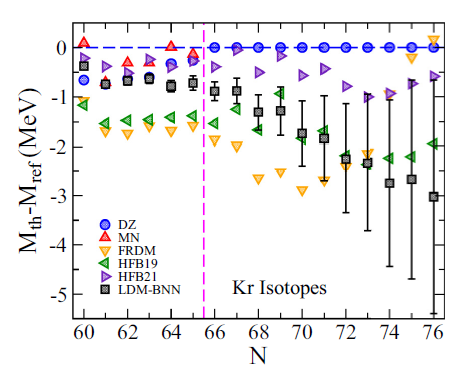 0
-1
-2
-3
-4
-5
M_th-M_ref (MeV)
DZ
MN
FRDM
HFB19
HFB21
LDM-BNN
Kr Isotopes
60 62 64 66 68 70 72 74 76
N